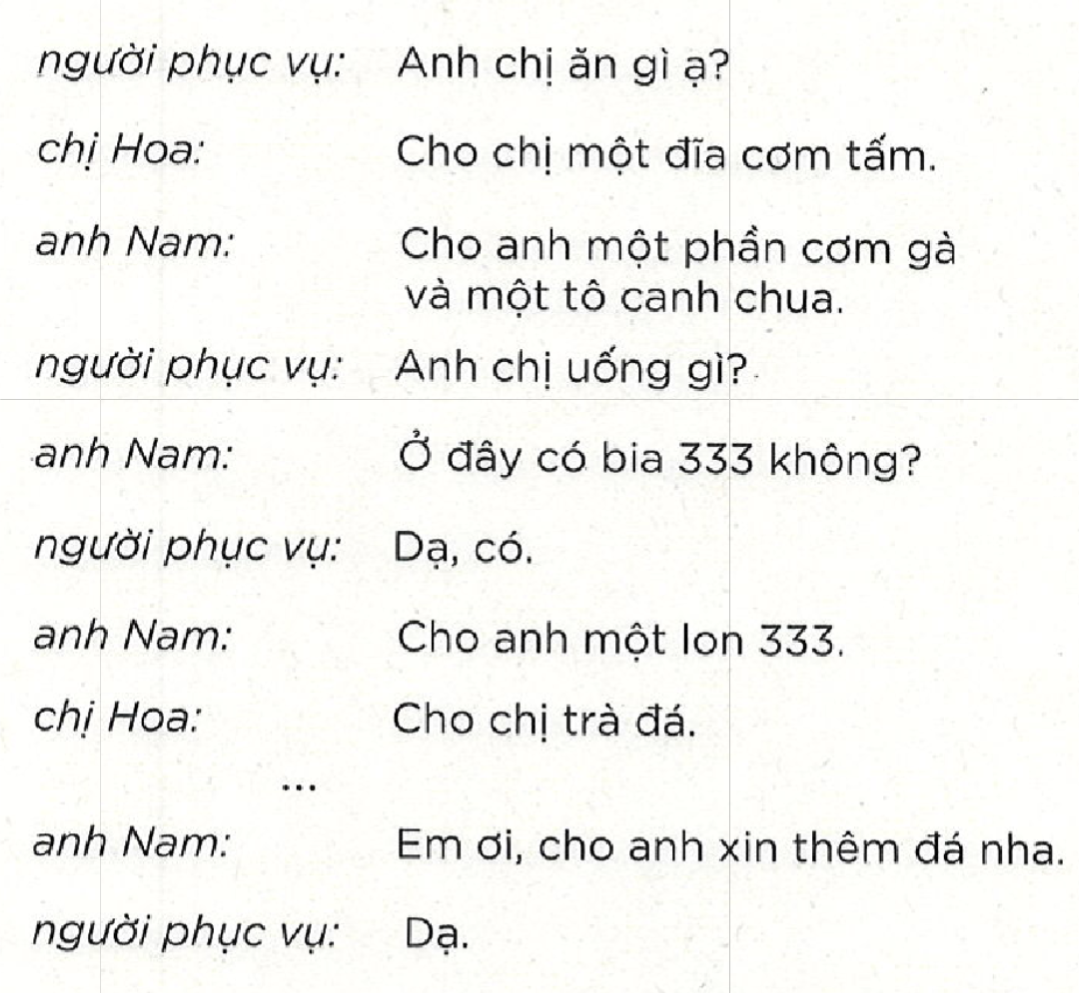 người phục vụ: Anh chị ăn gì ạ?
chị Hoa: Cho chị một đĩa cơm tấm.
anh Nam: Cho anh một phần cơm gà
và một tô canh chua.
người phục vụ: Anh chị uống gì?
anh Nam: Ở đây có bia 333 không?
người phục vụ: Dạ, có.
anh Nam: Cho anh một lon 333.
chị Hoa: Cho chị trà đá.
...
anh Nam: Em ơi, cho anh xin thêm đá nha.
người phục vụ: Dạ.